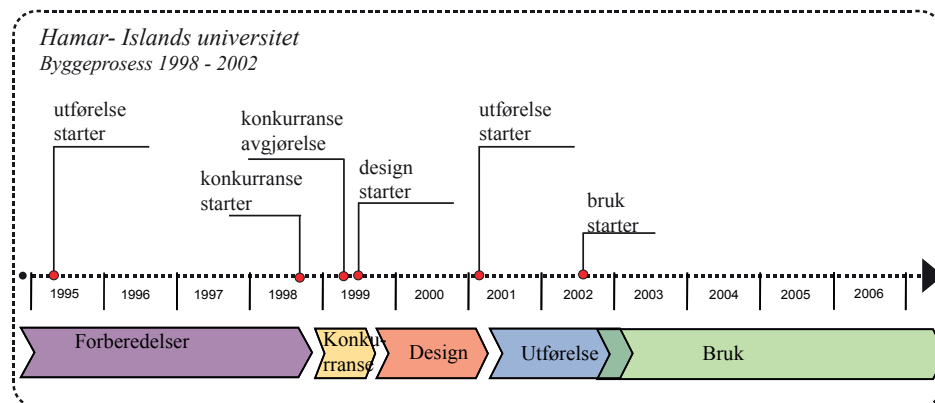 Hamar- Islands universitet
Byggeprosess 1998 - 2002
utførelse
starter
konkurranse
avgjørelse
konkurranse
starter
design
starter
utførelse
starter
bruk
starter
1995 1996 1997 1998 1999 2000 2001 2002 2003 2004 2005 2006
Forberedelser
Konku-
rranse
Design
Utførelse
Bruk